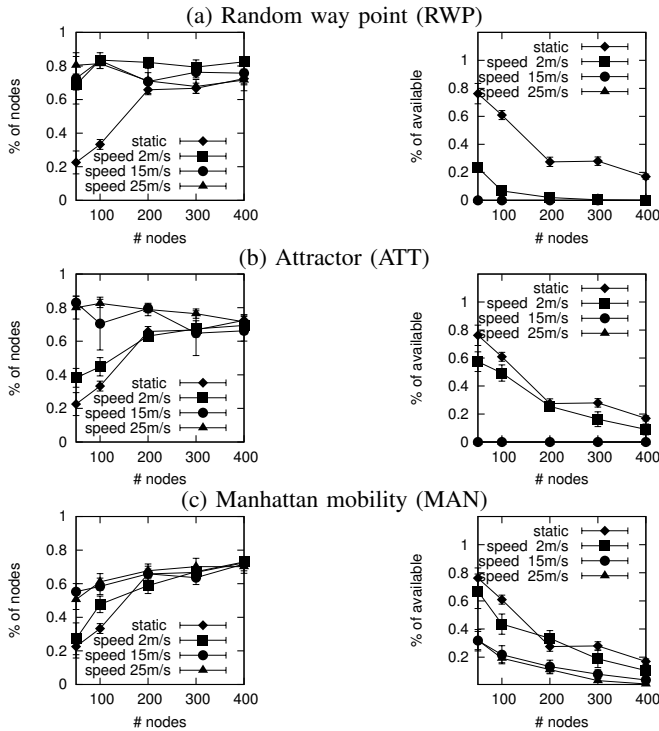 (a) Random way point (RWP)
% of nodes
1
0.8
0.6
0.4
0.2
0
static
speed 2m/s
speed 15m/s
speed 25m/s
100 200 300 400
# nodes
% of available
1
0.8
0.6
0.4
0.2
0
static
speed 2m/s
speed 15m/s
speed 25m/s
100 200 300 400
# nodes
(b) Attractor (ATT)
% of nodes
1
0.8
0.6
0.4
0.2
0
static
speed 2m/s
speed 15m/s
speed 25m/s
100 200 300 400
# nodes
% of available
1
0.8
0.6
0.4
0.2
0
static
speed 2m/s
speed 15m/s
speed 25m/s
100 200 300 400
# nodes
(c) Manhattan mobility (MAN)
% of nodes
1
0.8
0.6
0.4
0.2
0
static
speed 2m/s
speed 15m/s
speed 25m/s
100 200 300 400
# nodes
% of available
1
0.8
0.6
0.4
0.2
static
speed 2m/s
speed 15m/s
speed 25m/s
100 200 300 400
# nodes